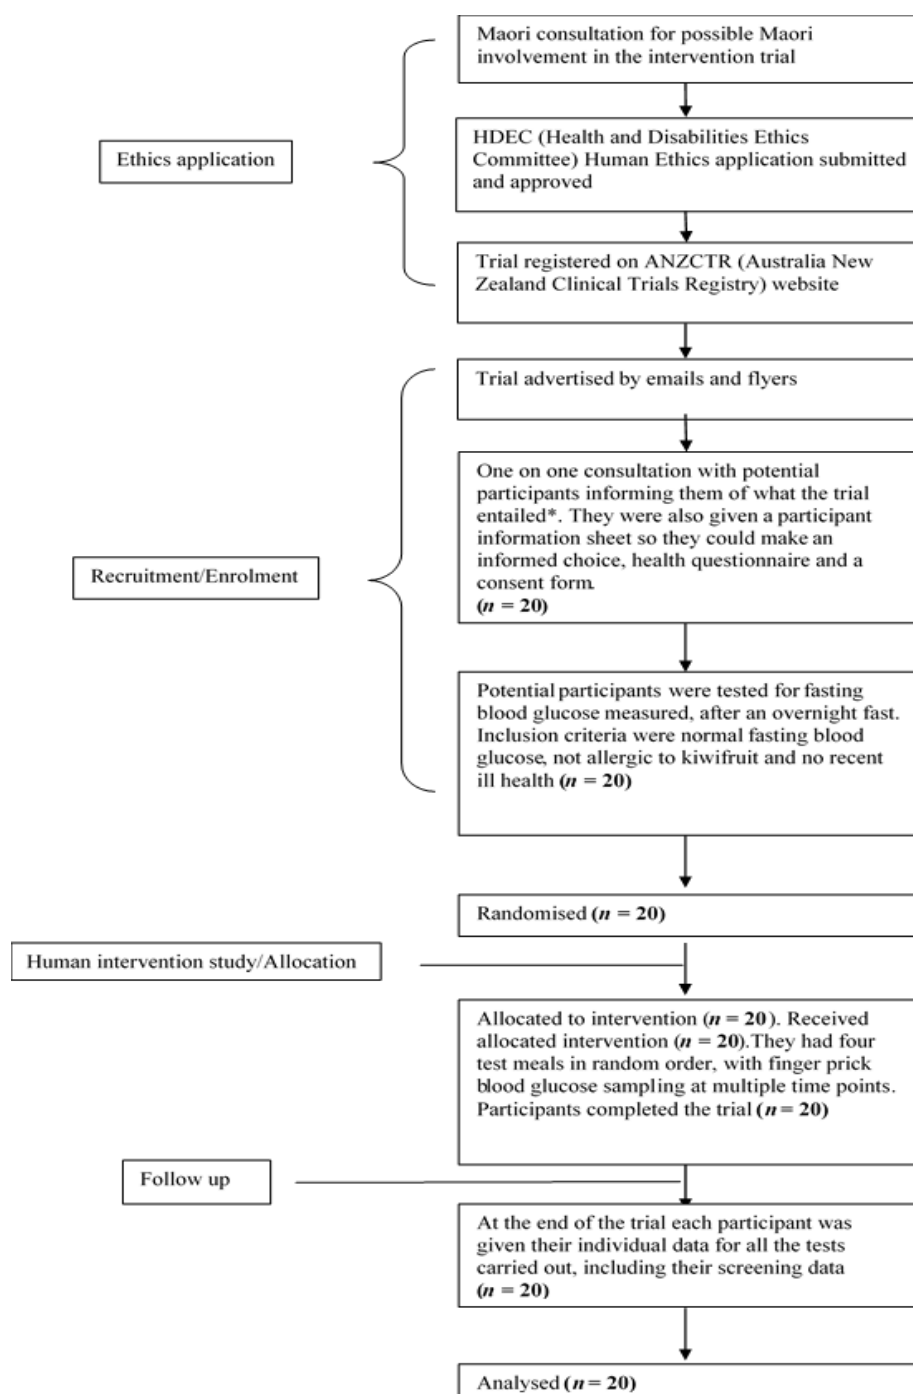 Maori consultation for possible Maori
involvement in the intervention trial
Ethics application
HDEC (Health and Disabilities Ethics
Committee) Human Ethics application submitted
and approved
Trial registered on ANZCTR (Australia New
Zealand Clinical Trials Registry) website
Trial advertised by emails and flyers
One on one consultation with potential
participants informing them of what the trial
entailed*. They were also given a participant
information sheet so they could make an
informed choice, health questionnaire and a
consent form.
(n = 20)
Recruitment/Enrolment
Potential participants were tested for fasting
blood glucose measured, after an overnight fast.
Inclusion criteria were normal fasting blood
glucose, not allergic to kiwifruit and no recent
ill health (n = 20)
Randomised (n = 20)
Human intervention study/Allocation
Allocated to intervention (n = 20 ). Received
allocated intervention (n = 20).They had four
test meals in random order, with finger prick
blood glucose sampling at multiple time points.
Participants completed the trial (n = 20)
Follow up
At the end of the trial each participant was
given their individual data for all the tests
carried out, including their screening data
(n = 20)
Analysed (n = 20)